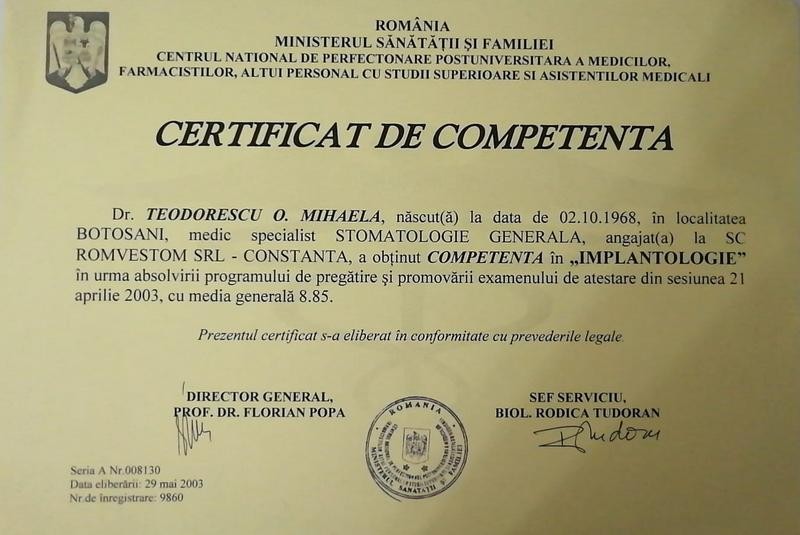 ROMÂNIA
MINISTERUL SĂNĂTĂŢII ŞI FAMILIEI
CENTRUL NATIONAL DE PERFECTONARE POSTUNIVERSITARA A MEDICILOR,
FARMACISTILOR, ALTUI PERSONAL CU STUDII SUPERIOARE SI ASISTENTILOR MEDICALI
CERTIFICAT DE COMPETENTA
Dr. TEODORESCU O. MIHAELA, născut(ă) la data de 02.10.1968, în localitatea
BOTOSANI, medic specialist STOMATOLOGIE GENERALA, angajat(a) la SC
ROMVESTOM SRL - CONSTANTA, a obţinut COMPETENTA în „IMPLANTOLOGIE”
în urma absolvirii programului de pregătire şi promovării examenului de atestare din sesiunea 21
aprilie 2003, cu media generală 8.85.
Prezentul certificat s-a eliberat în conformitate cu prevederile legale.
DIRECTOR GENERAL,
PROF. DR. FLORIAN POPA
SEF SERVICIU,
BIOL. RODICA TUDORAN
ROMANIA
MINISTERUL SANATATII SI FAMILIEI
Seria A Nr.008130
Data eliberării: 29 mai 2003
Nr de înregistrare: 9860